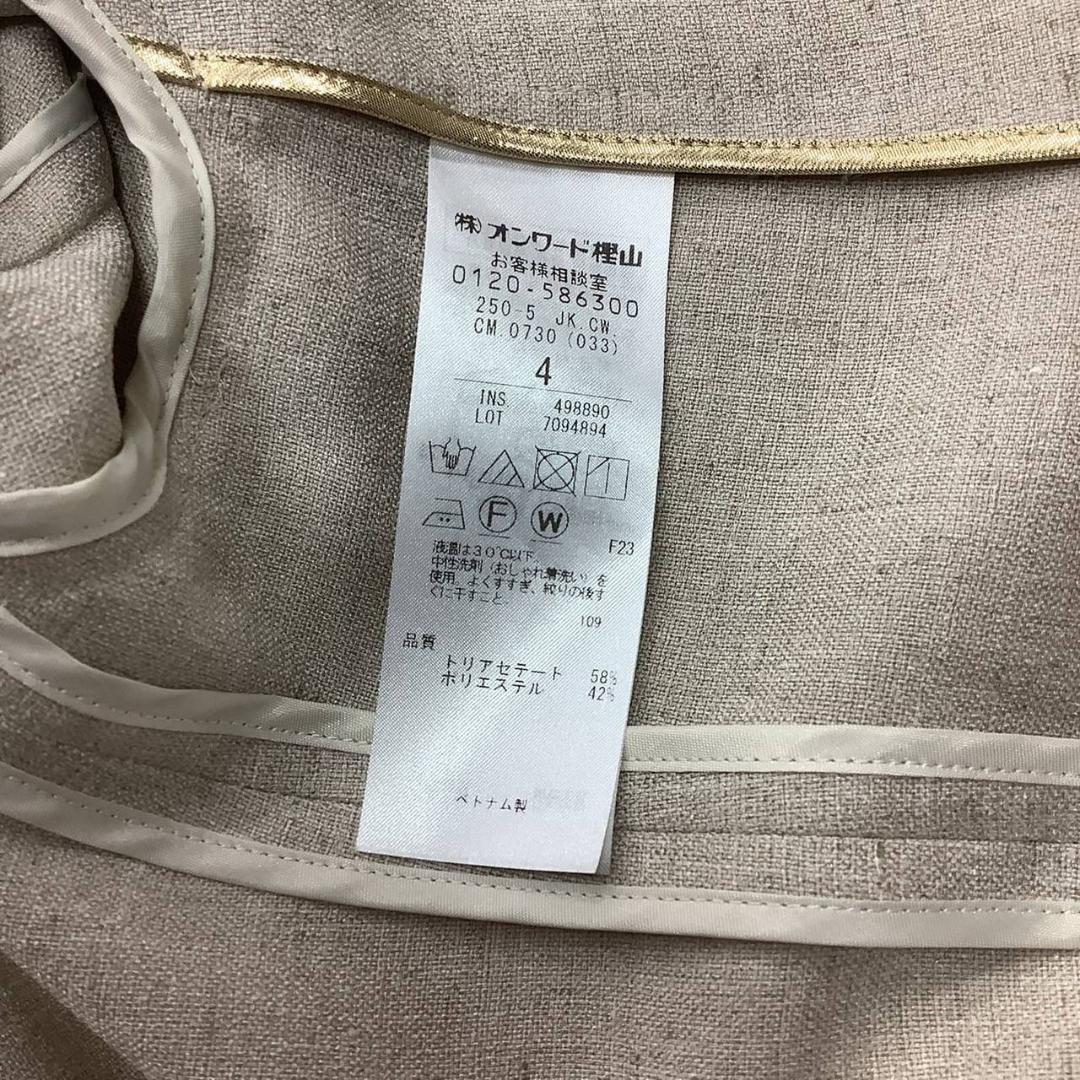 ㈱オンワード樫山
お客様相談室
0120-586300
250-5 JK.CW.
CM.0730 (033)
4
INS. 498890
LOT 7094894
F W
F23
液温は30℃以下、
中性洗剤（おしゃれ着洗い）を
使用。よくすすぎ、絞りの後す
ぐに干すこと。
109
品質
トリアセテート 58%
ポリエステル 42%
ベトナム製